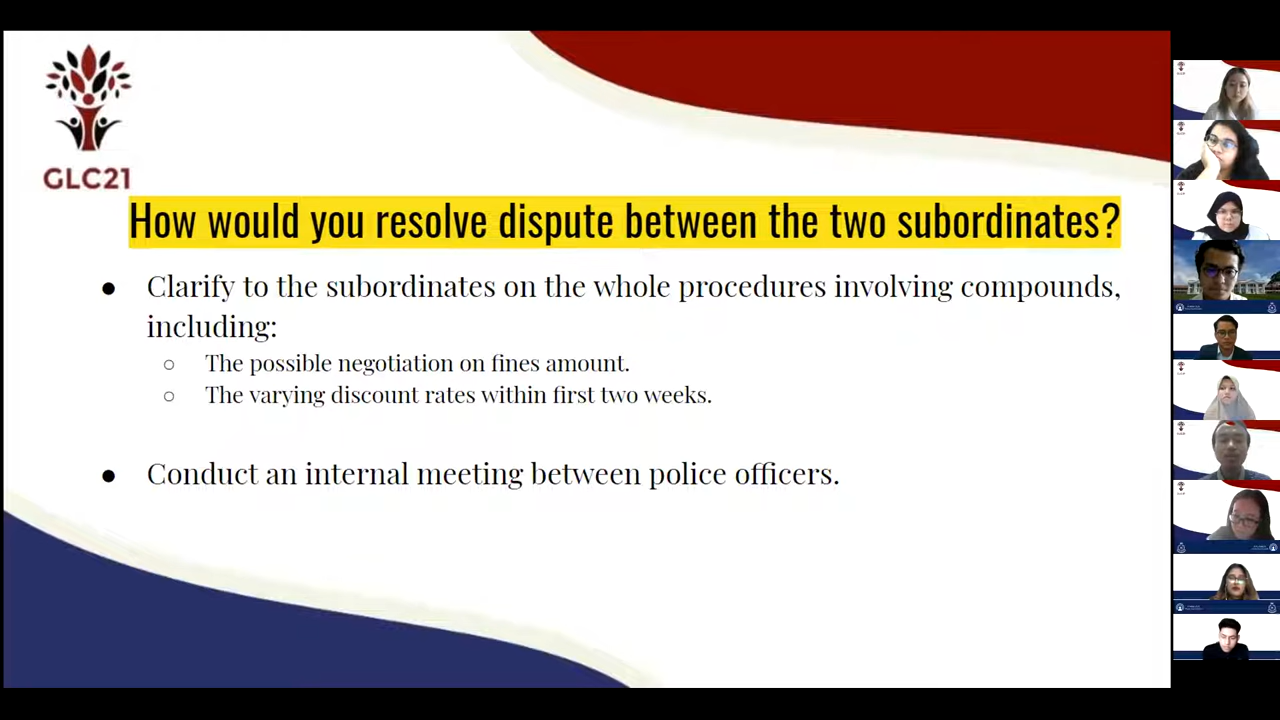 GLC21
How would you resolve dispute between the two subordinates?
● Clarify to the subordinates on the whole procedures involving compounds,
including:
○ The possible negotiation on fines amount.
○ The varying discount rates within first two weeks.
● Conduct an internal meeting between police officers.